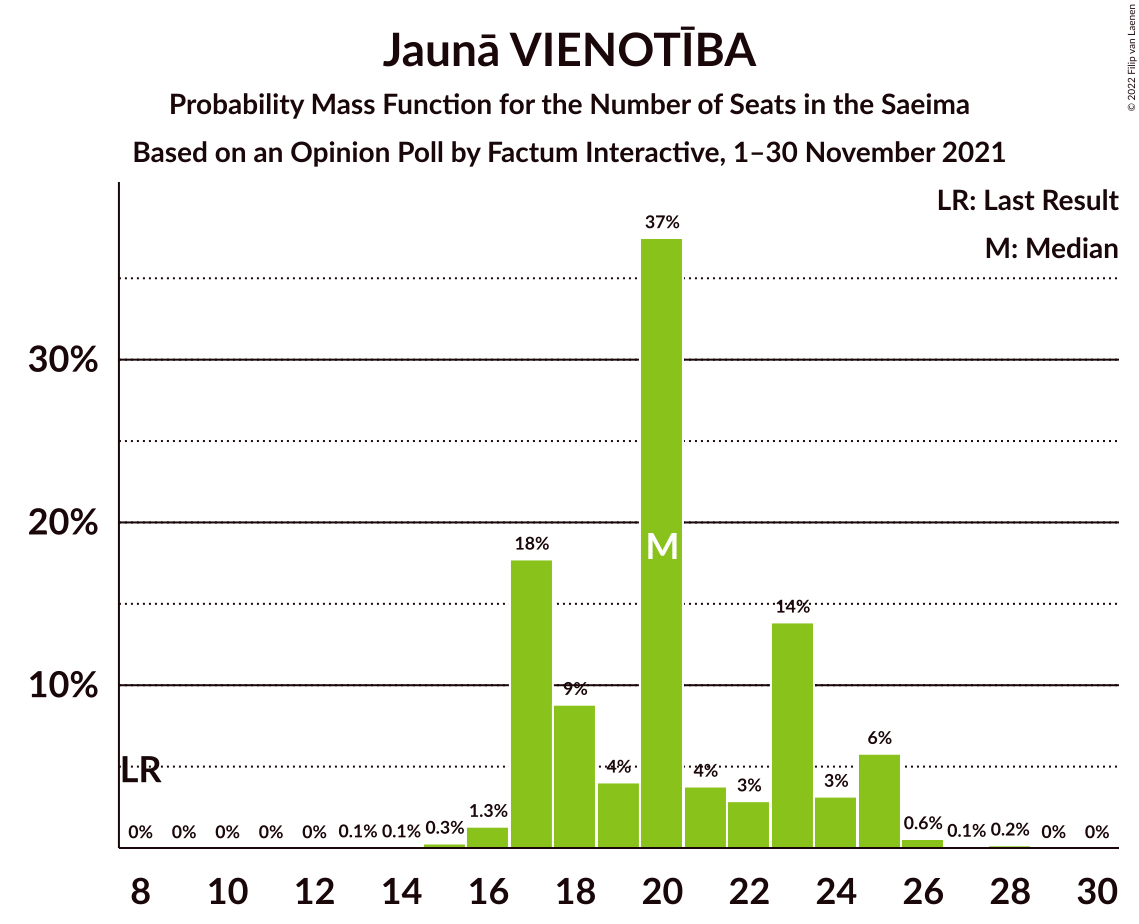 Jaunā VIENOTĪBA
Probability Mass Function for the Number of Seats in the Saeima
Based on an Opinion Poll by Factum Interactive, 1–30 November 2021
© 2022 Filip van Laenen
LR: Last Result
M: Median
37%
30%
20%
18%
M
14%
10%
9%
6%
LR
4%
4%
3%
3%
0%
0%
0%
0%
0%
0.1%
0.1%
0.3%
1.3%
0.6%
0.1%
0.2%
0%
0%
8 10 12 14 16 18 20 22 24 26 28 30